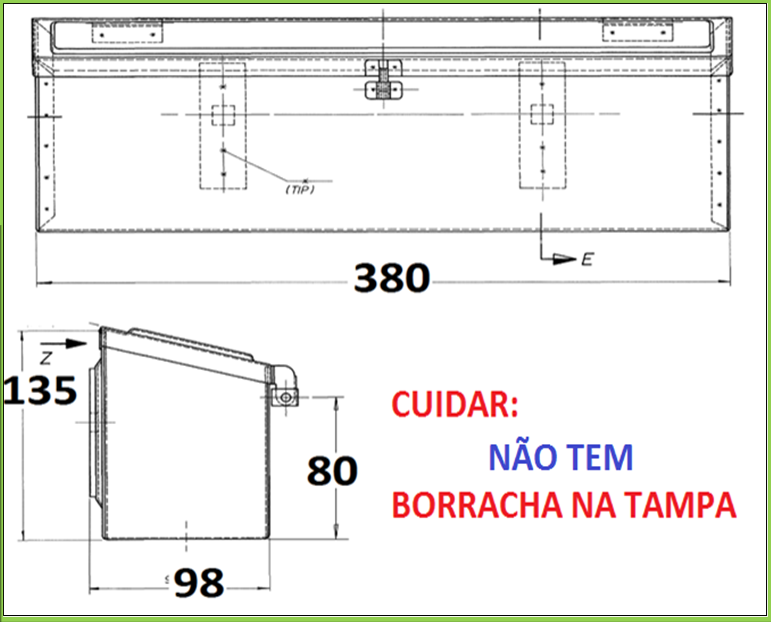 (TIP)
E
380
Z
135
80
98
CUIDAR:
NÃO TEM
BORRACHA NA TAMPA